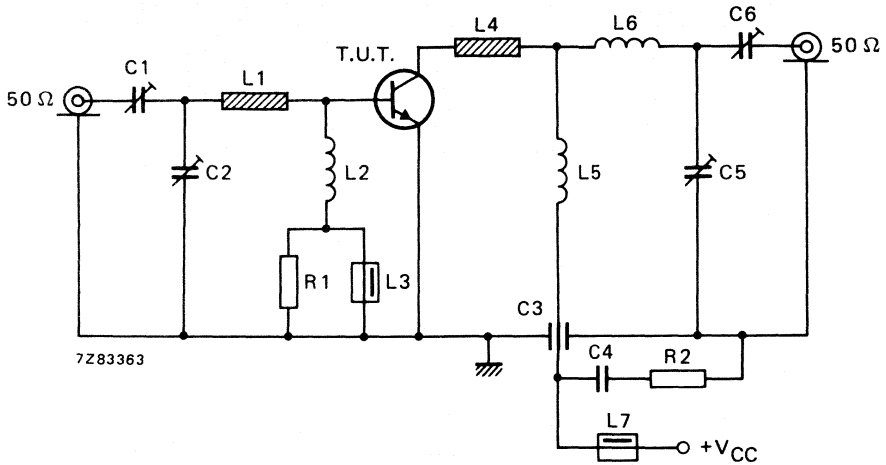 L4
L6
C6
50 Ω
T.U.T.
C1
L1
50 Ω
C2
L2
L5
C5
R1
L3
C3
7Z83363
C4
R2
L7
+VCC